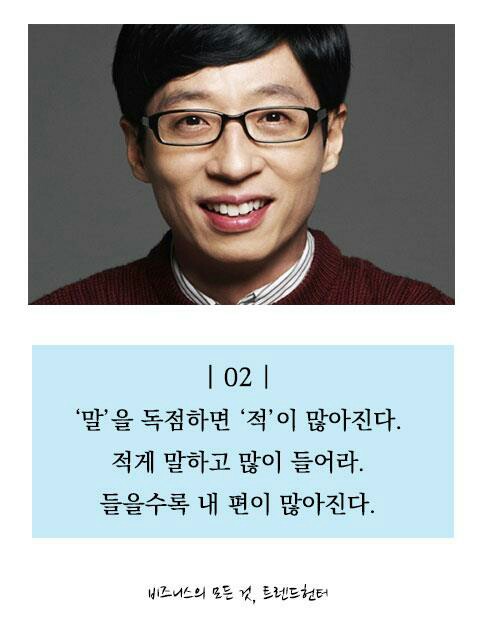 | 02 |
‘말’을 독점하면 ‘적’이 많아진다.
적게 말하고 많이 들어라.
들을수록 내 편이 많아진다.
비즈니스의 모든 것, 트렌드헌터